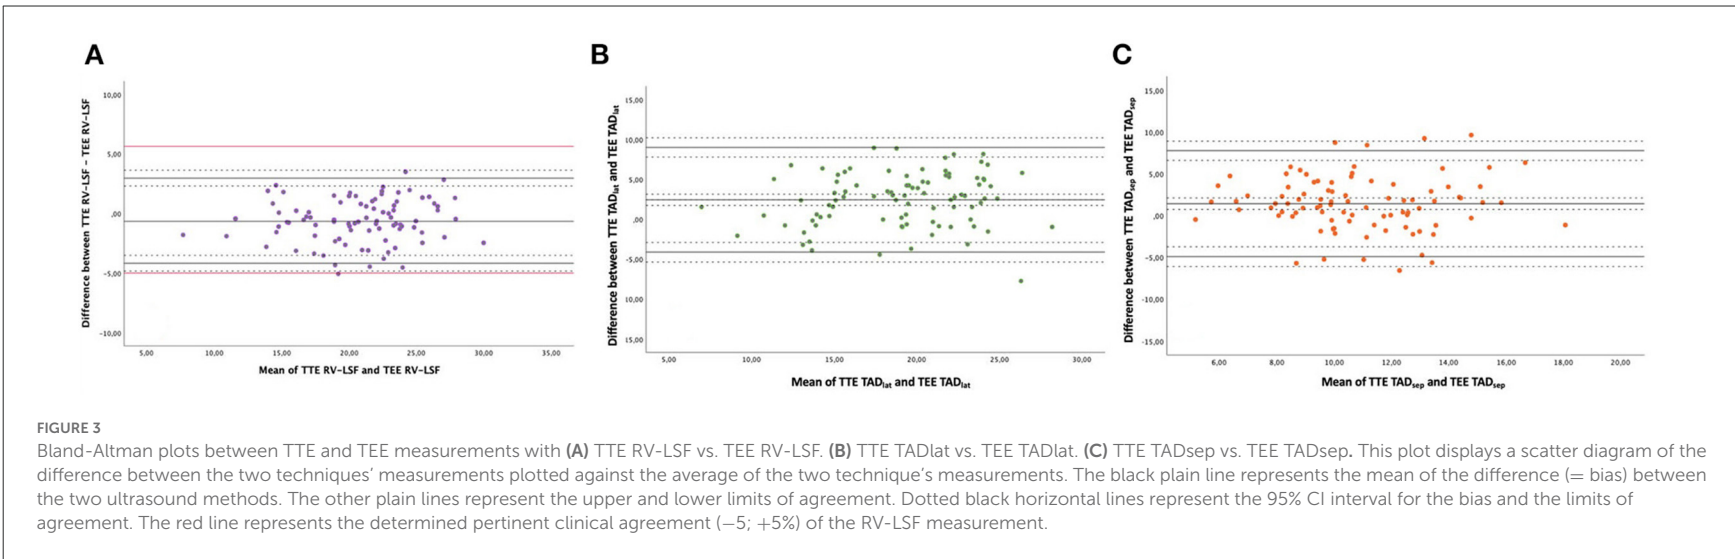 A
Difference between TTE RV-LSF - TEE RV-LSF
10,00
5,00
,00
-5,00
-10,00
5,00 10,00 15,00 20,00 25,00 30,00 35,00
Mean of TTE RV-LSF and TEE RV-LSF
B
Difference between TTE TADlat and TEE TADlat
15,00
10,00
5,00
,00
-5,00
10,00
15,00
5,00 10,00 15,00 20,00 25,00 30,00
Mean of TTE TADlat and TEE TADlat
C
Difference between TTE TADsep and TEE TADsep
15,00
10,00
5,00
,00
-5,00
-10,00
-15,00
6,00 8,00 10,00 12,00 14,00 16,00 18,00 20,00
Mean of TTE TADsep and TEE TADsep
FIGURE 3
Bland-Altman plots between TTE and TEE measurements with (A) TTE RV-LSF vs. TEE RV-LSF. (B) TTE TADlat vs. TEE TADlat. (C) TTE TADsep vs. TEE TADsep. This plot displays a scatter diagram of the
difference between the two techniques' measurements plotted against the average of the two technique's measurements. The black plain line represents the mean of the difference (= bias) between
the two ultrasound methods. The other plain lines represent the upper and lower limits of agreement. Dotted black horizontal lines represent the 95% CI interval for the bias and the limits of
agreement. The red line represents the determined pertinent clinical agreement (−5; +5%) of the RV-LSF measurement.